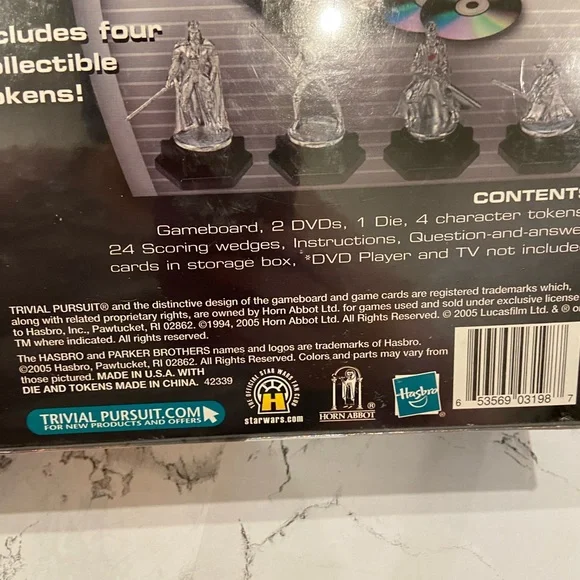 cludes four
ollectible
okens!
CONTENTS
Gameboard, 2 DVDs, 1 Die, 4 character tokens
24 Scoring wedges, Instructions, Question-and-answe
cards in storage box, *DVD Player and TV not include
TRIVIAL PURSUIT® and the distinctive design of the gameboard and game cards are registered trademarks which,
along with related proprietary rights, are owned by Horn Abbot Ltd. for games used and sold under exclusive license
to Hasbro, Inc., Pawtucket, RI 02862. ©1994, 2005 Horn Abbot Ltd. All Rights Reserved. © 2005 Lucasfilm Ltd. & ® or
TM where indicated. All rights reserved.
The HASBRO and PARKER BROTHERS names and logos are trademarks of Hasbro.
©2005 Hasbro, Pawtucket, RI 02862. All Rights Reserved. Colors and parts may vary from
those pictured. MADE IN U.S.A. WITH
DIE AND TOKENS MADE IN CHINA. 42339
TRIVIAL PURSUIT.COM
FOR NEW PRODUCTS AND OFFERS
THE OFFICIAL STAR WARS FAN CLUB
H
starwars.com
HORN ABBOT
®
Hasbro
6 53569 03198 7